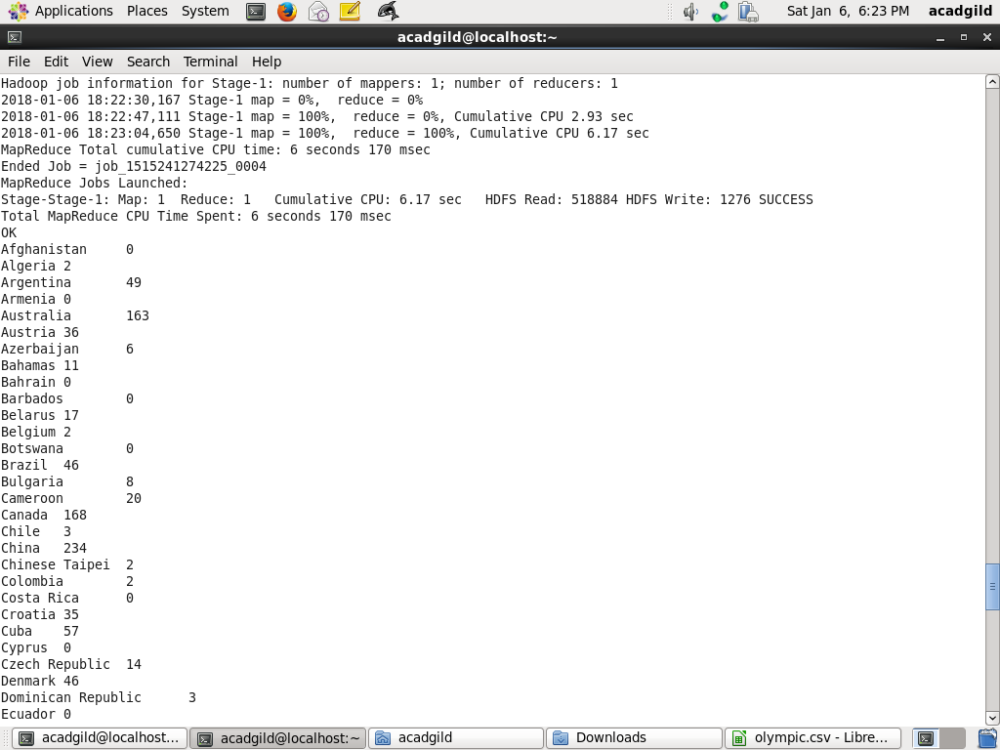 Applications Places System Sat Jan 6, 6:23 PM acadgild
acadgild@localhost:~
File Edit View Search Terminal Help
Hadoop job information for Stage-1: number of mappers: 1; number of reducers: 1
2018-01-06 18:22:30,167 Stage-1 map = 0%,  reduce = 0%
2018-01-06 18:22:47,111 Stage-1 map = 100%,  reduce = 0%, Cumulative CPU 2.93 sec
2018-01-06 18:23:04,650 Stage-1 map = 100%,  reduce = 100%, Cumulative CPU 6.17 sec
MapReduce Total cumulative CPU time: 6 seconds 170 msec
Ended Job = job_1515241274225_0004
MapReduce Jobs Launched:
Stage-Stage-1: Map: 1  Reduce: 1   Cumulative CPU: 6.17 sec   HDFS Read: 518884 HDFS Write: 1276 SUCCESS
Total MapReduce CPU Time Spent: 6 seconds 170 msec
OK
Afghanistan 0
Algeria 2
Argentina 49
Armenia 0
Australia 163
Austria 36
Azerbaijan 6
Bahamas 11
Bahrain 0
Barbados 0
Belarus 17
Belgium 2
Botswana 0
Brazil 46
Bulgaria 8
Cameroon 20
Canada 168
Chile 3
China 234
Chinese Taipei 2
Colombia 2
Costa Rica 0
Croatia 35
Cuba 57
Cyprus 0
Czech Republic 14
Denmark 46
Dominican Republic 3
Ecuador 0
acadgild@localhost... acadgild@localhost:~ acadgild Downloads olympic.csv - Libre...